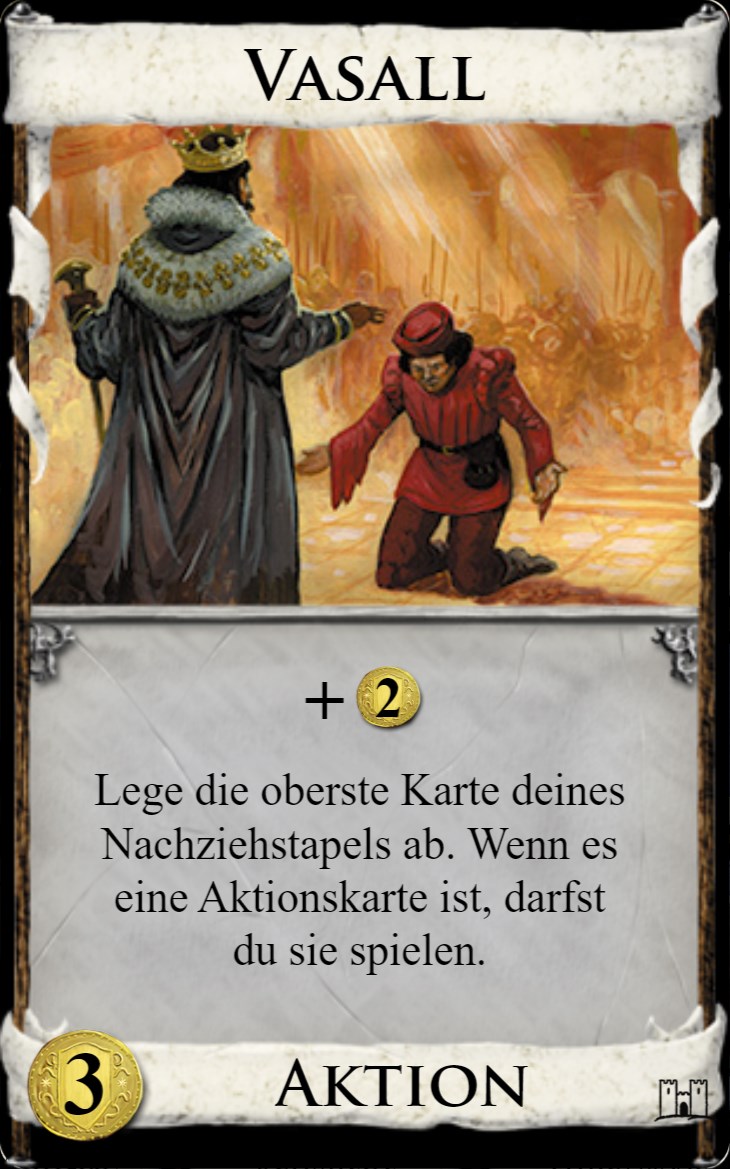 VASALL
+ 2
Lege die oberste Karte deines
Nachziehstapels ab. Wenn es
eine Aktionskarte ist, darfst
du sie spielen.
3
AKTION